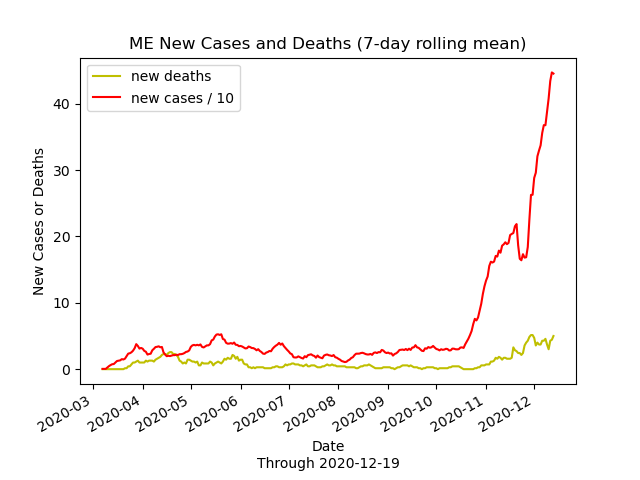 ME New Cases and Deaths (7-day rolling mean)
new deaths
new cases / 10
New Cases or Deaths
40
30
20
10
0
2020-03
2020-04
2020-05
2020-06
2020-07
2020-08
2020-09
2020-10
2020-11
2020-12
Date
Through 2020-12-19